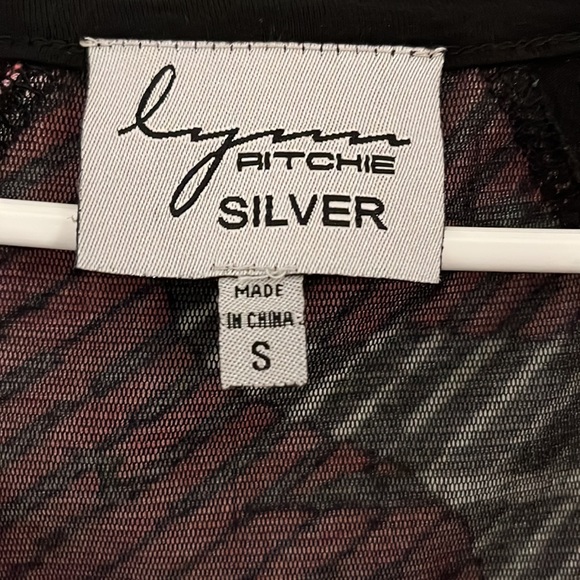 lynn
RITCHIE
SILVER
MADE
IN CHINA
S